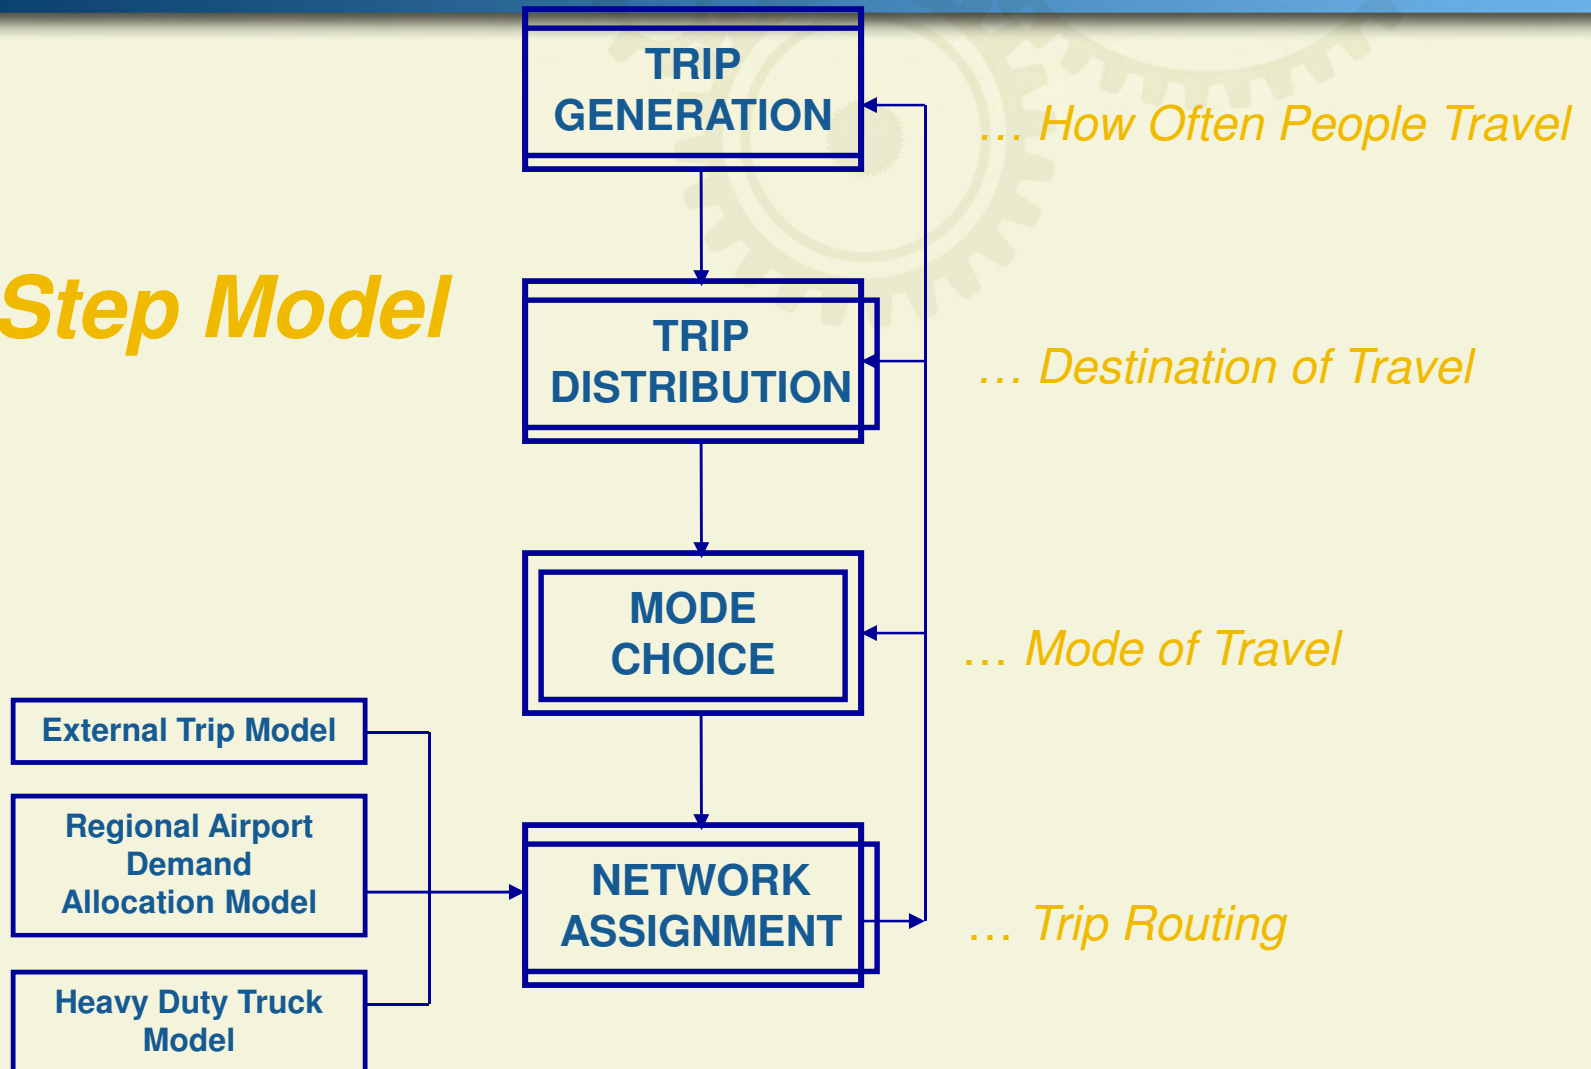 TRIP
GENERATION
… How Often People Travel
Step Model
TRIP
DISTRIBUTION
… Destination of Travel
MODE
CHOICE
… Mode of Travel
External Trip Model
Regional Airport
Demand
Allocation Model
NETWORK
ASSIGNMENT
… Trip Routing
Heavy Duty Truck
Model